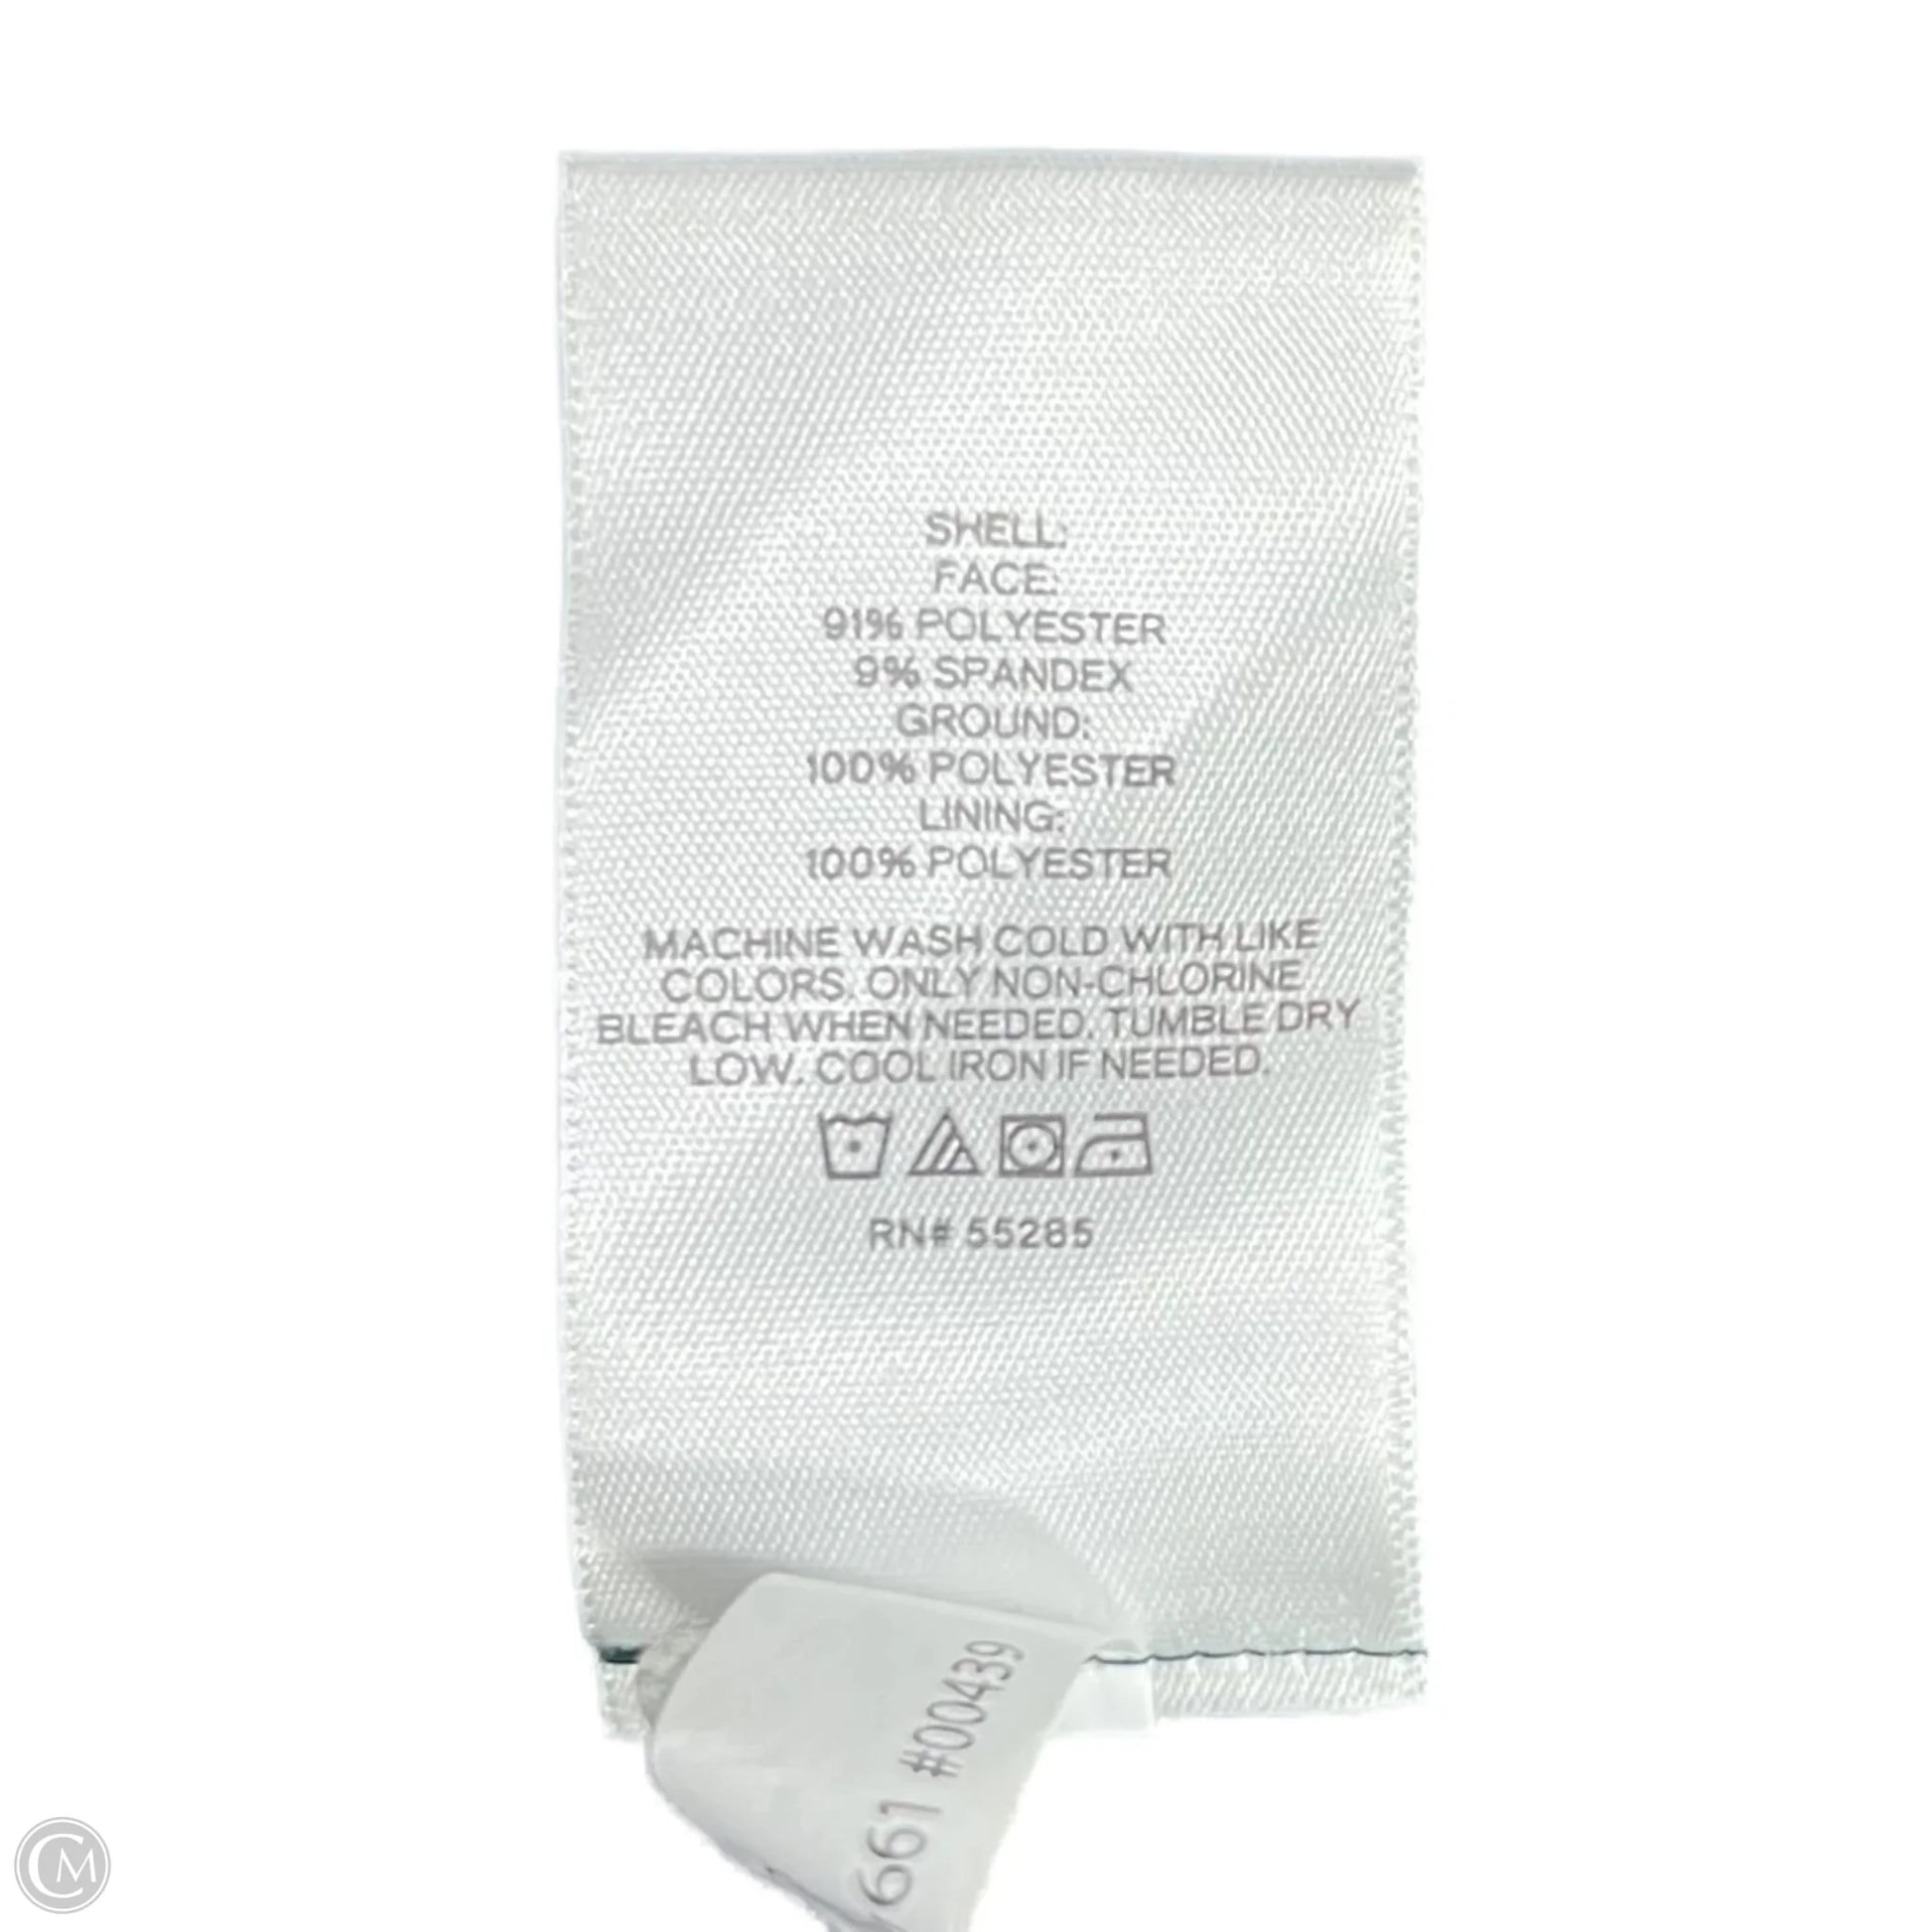 SHELL:
FACE:
91% POLYESTER
9% SPANDEX
GROUND:
100% POLYESTER
LINING:
100% POLYESTER
MACHINE WASH COLD WITH LIKE
COLORS. ONLY NON-CHLORINE
BLEACH WHEN NEEDED. TUMBLE DRY
LOW. COOL IRON IF NEEDED.
RN# 55285
661 #00439
CM